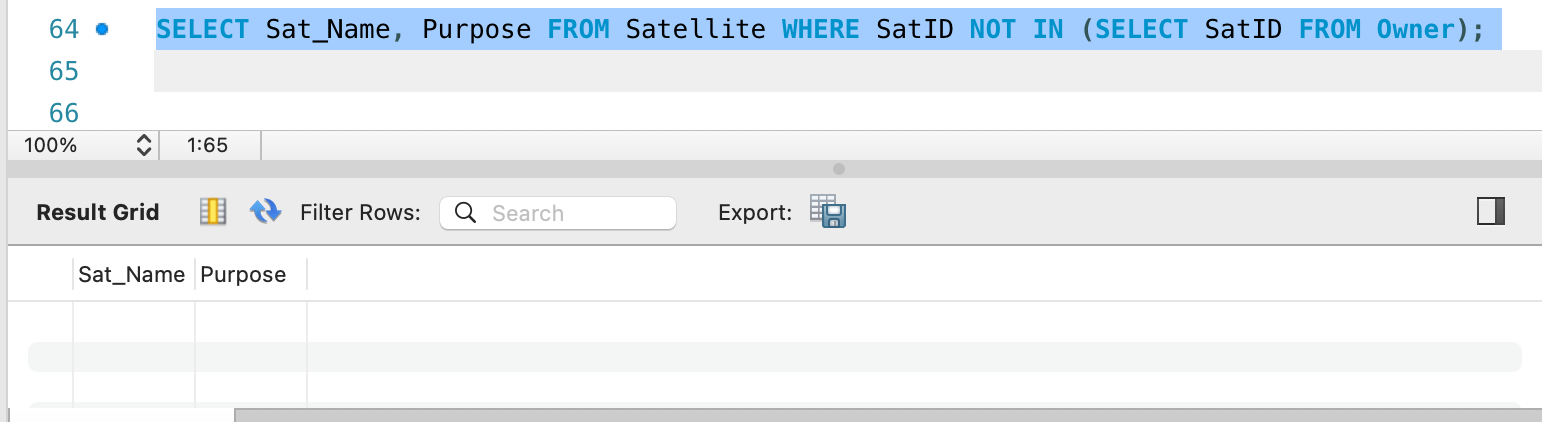 64 SELECT Sat_Name, Purpose FROM Satellite WHERE SatID NOT IN (SELECT SatID FROM Owner);
65
66
100% 1:65
Result Grid Filter Rows: Search Export:
Sat_Name Purpose